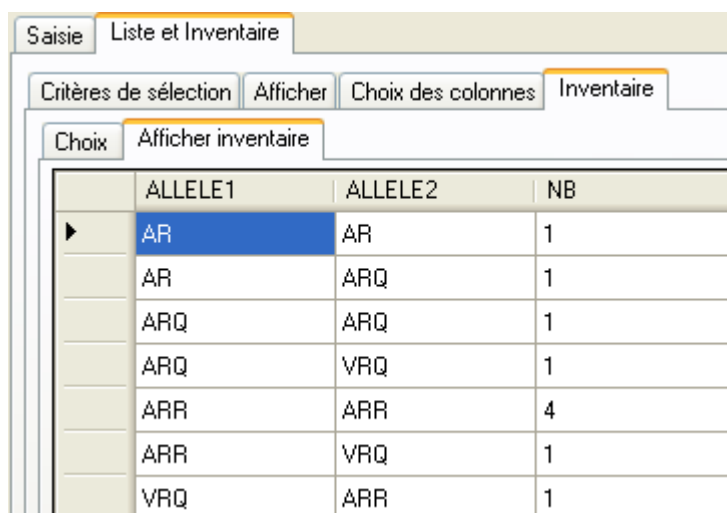 Saisie Liste et Inventaire
Critères de sélection Afficher Choix des colonnes Inventaire
Choix Afficher inventaire
ALLELE1 ALLELE2 NB
AR AR 1
AR ARQ 1
ARQ ARQ 1
ARQ VRQ 1
ARR ARR 4
ARR VRQ 1
VRQ ARR 1